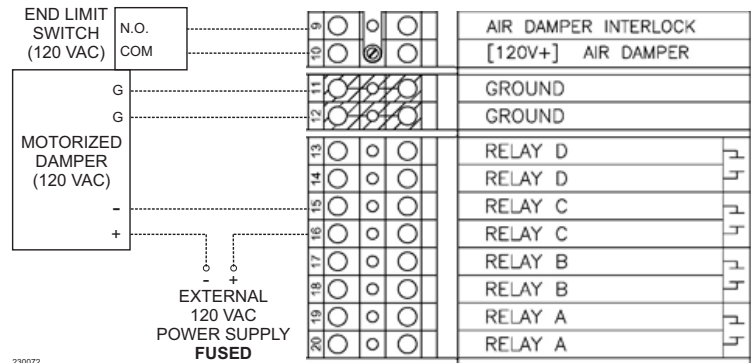 END LIMIT
SWITCH
(120 VAC)
N.O.
COM
MOTORIZED
DAMPER
(120 VAC)
G
G
-
+
- +
EXTERNAL
120 VAC
POWER SUPPLY
FUSED
230072
9 AIR DAMPER INTERLOCK
10 [120V+] AIR DAMPER
11 GROUND
12 GROUND
13 RELAY D
14 RELAY D
15 RELAY C
16 RELAY C
17 RELAY B
18 RELAY B
19 RELAY A
20 RELAY A